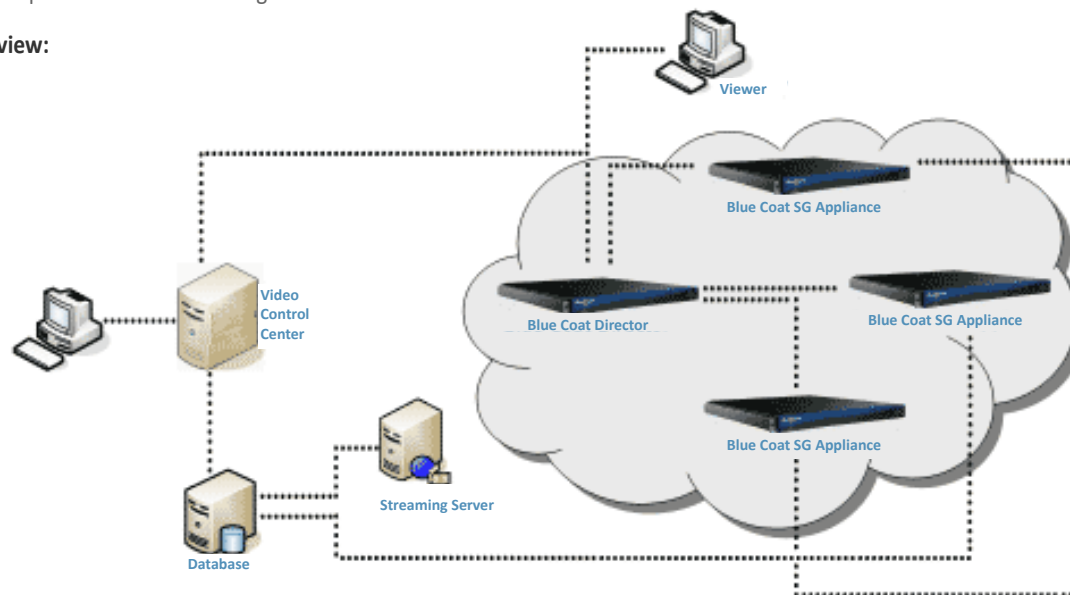 view:
Viewer
Blue Coat SG Appliance
Video
Control
Center
Blue Coat Director
Blue Coat SG Appliance
Blue Coat SG Appliance
Streaming Server
Database